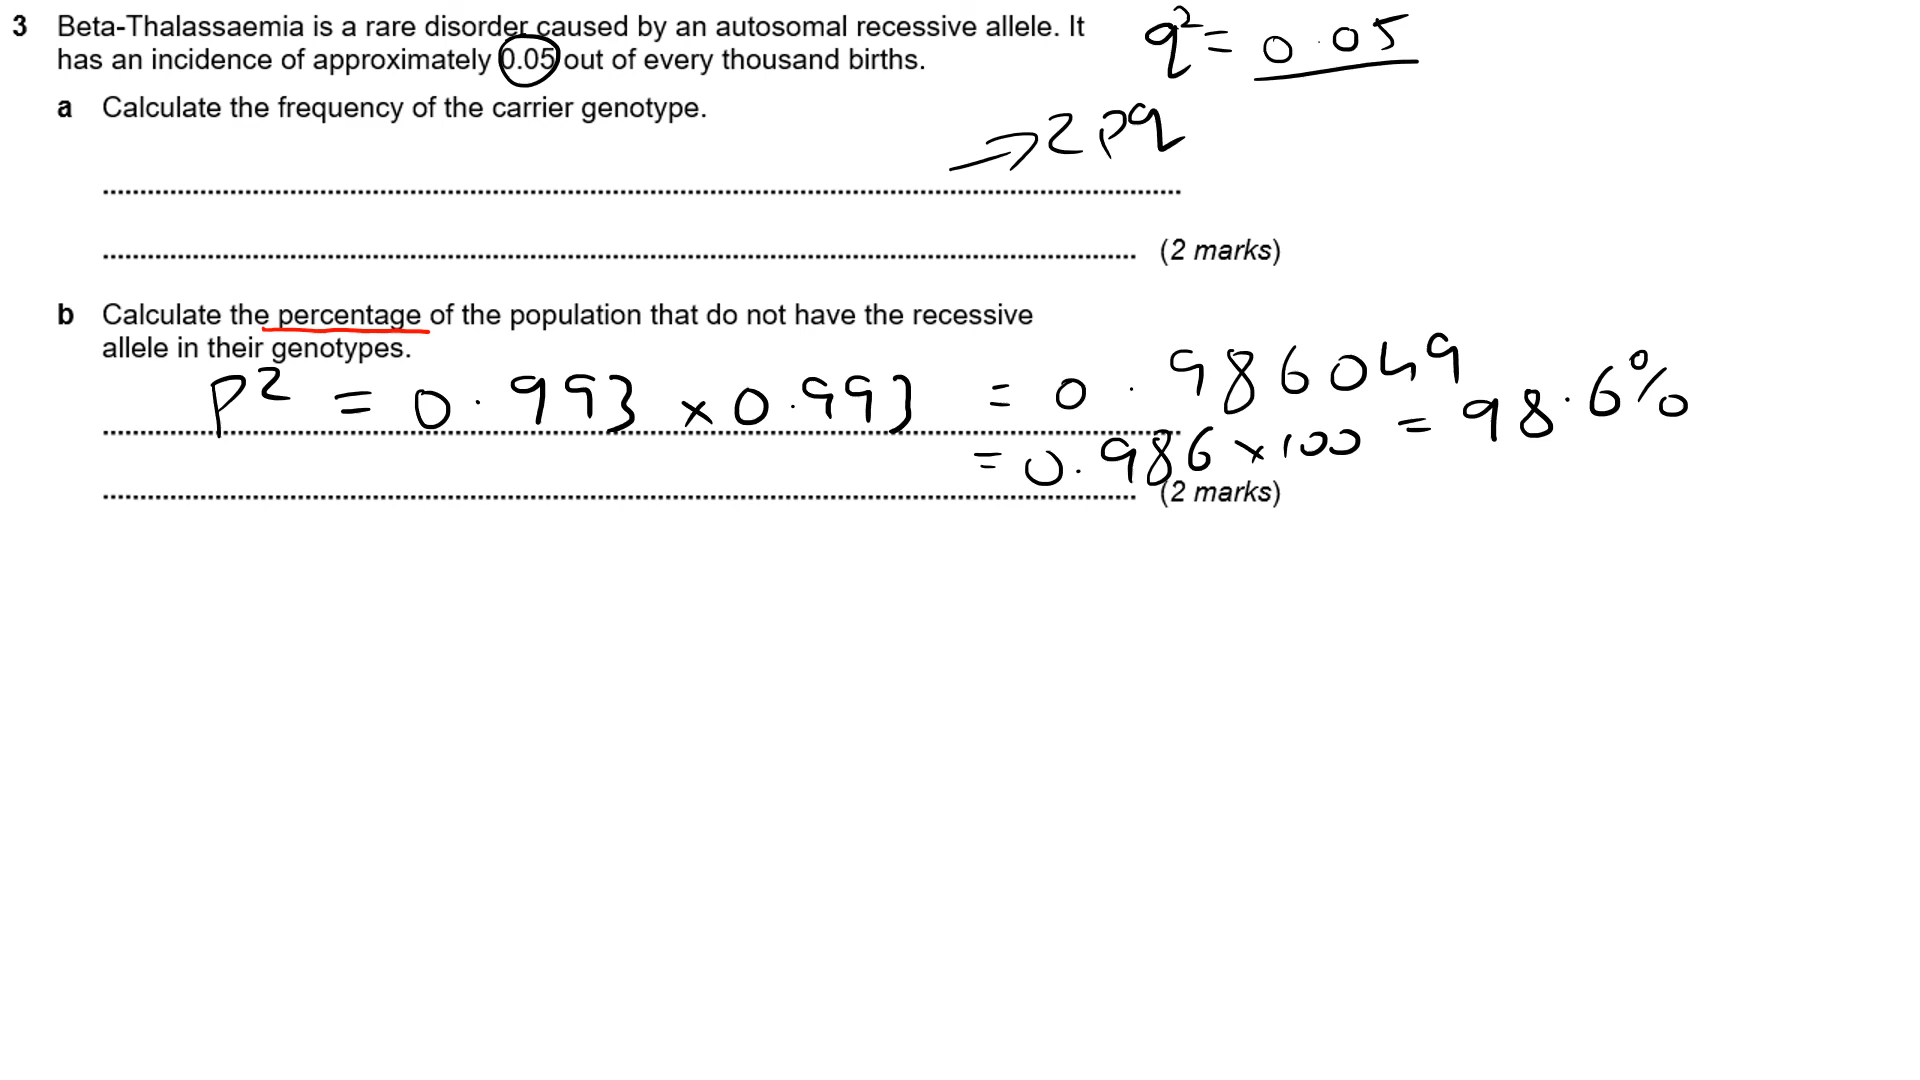 3 Beta-Thalassaemia is a rare disorder caused by an autosomal recessive allele. It
has an incidence of approximately 0.05 out of every thousand births.
q² = 0.05
a Calculate the frequency of the carrier genotype.
→ 2pq
(2 marks)
b Calculate the percentage of the population that do not have the recessive
allele in their genotypes.
P² = 0.993 × 0.993 = 0.986049
= 0.986 × 100 = 98.6%
(2 marks)